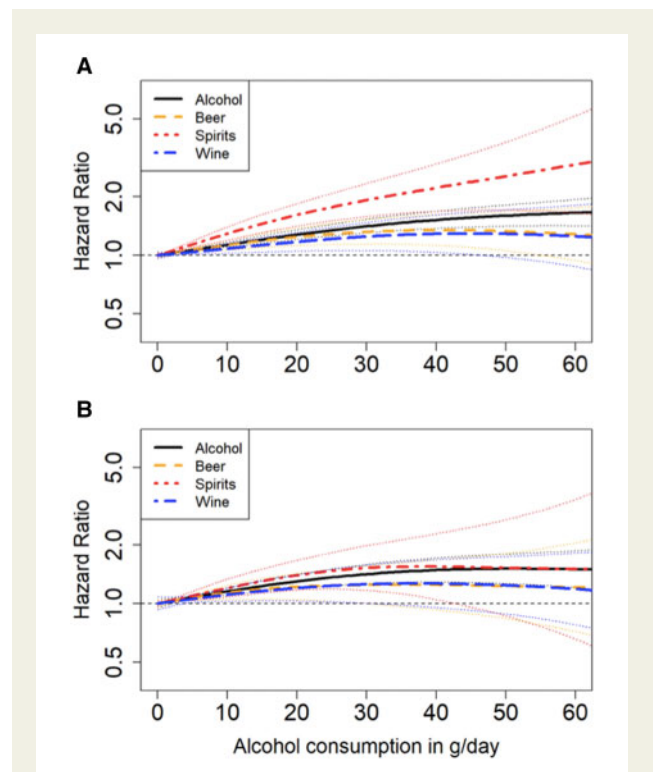 A
Alcohol
Beer
Spirits
Wine
Hazard Ratio
5.0
2.0
1.0
0.5
0 10 20 30 40 50 60
B
Alcohol
Beer
Spirits
Wine
Hazard Ratio
5.0
2.0
1.0
0.5
0 10 20 30 40 50 60
Alcohol consumption in g/day